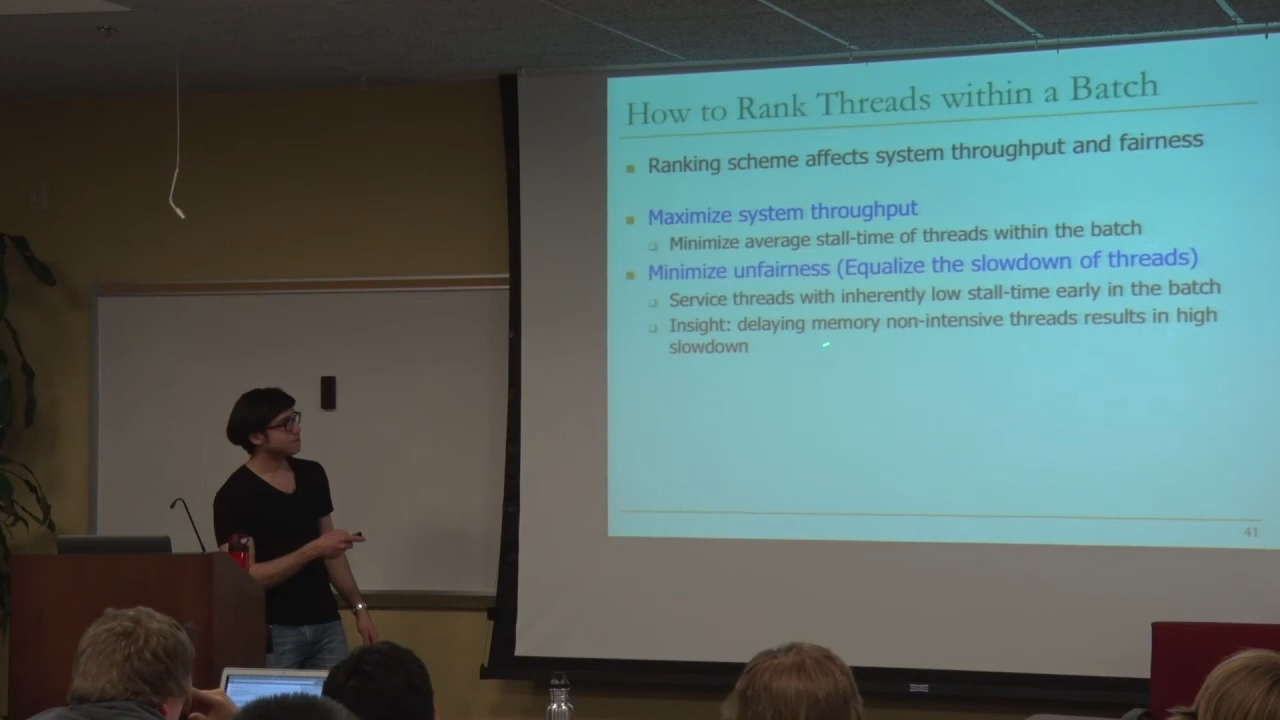 How to Rank Threads within a Batch
Ranking scheme affects system throughput and fairness
Maximize system throughput
Minimize average stall-time of threads within the batch
Minimize unfairness (Equalize the slowdown of threads)
Service threads with inherently low stall-time early in the batch
Insight: delaying memory non-intensive threads results in high
slowdown
41